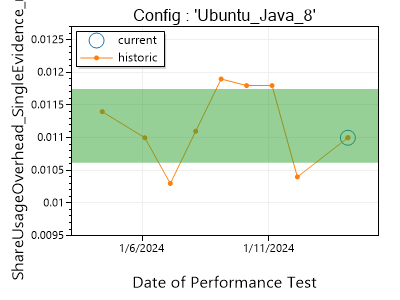 Config : 'Ubuntu_Java_8'
ShareUsageOverhead_SingleEvidence_
0.0125
0.012
0.0115
0.011
0.0105
0.01
0.0095
current
historic
1/6/2024
1/11/2024
Date of Performance Test